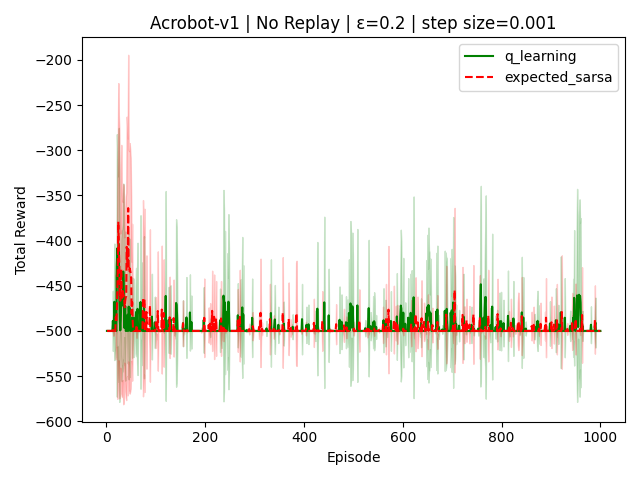 Acrobot-v1 | No Replay | ε=0.2 | step size=0.001
q_learning
expected_sarsa
Total Reward
−200
−250
−300
−350
−400
−450
−500
−550
−600
0 200 400 600 800 1000
Episode